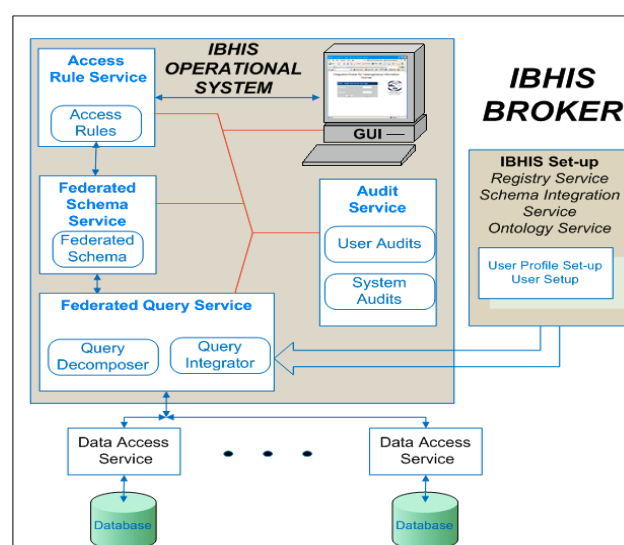 IBHIS
OPERATIONAL
SYSTEM
Access
Rule Service
Access
Rules
GUI
IBHIS
BROKER
Federated
Schema
Service
Federated
Schema
Audit
Service
User Audits
System
Audits
IBHIS Set-up
Registry Service
Schema Integration
Service
Ontology Service
User Profile Set-up
User Setup
Federated Query Service
Query
Decomposer
Query
Integrator
Data Access
Service
Data Access
Service
Database
Database